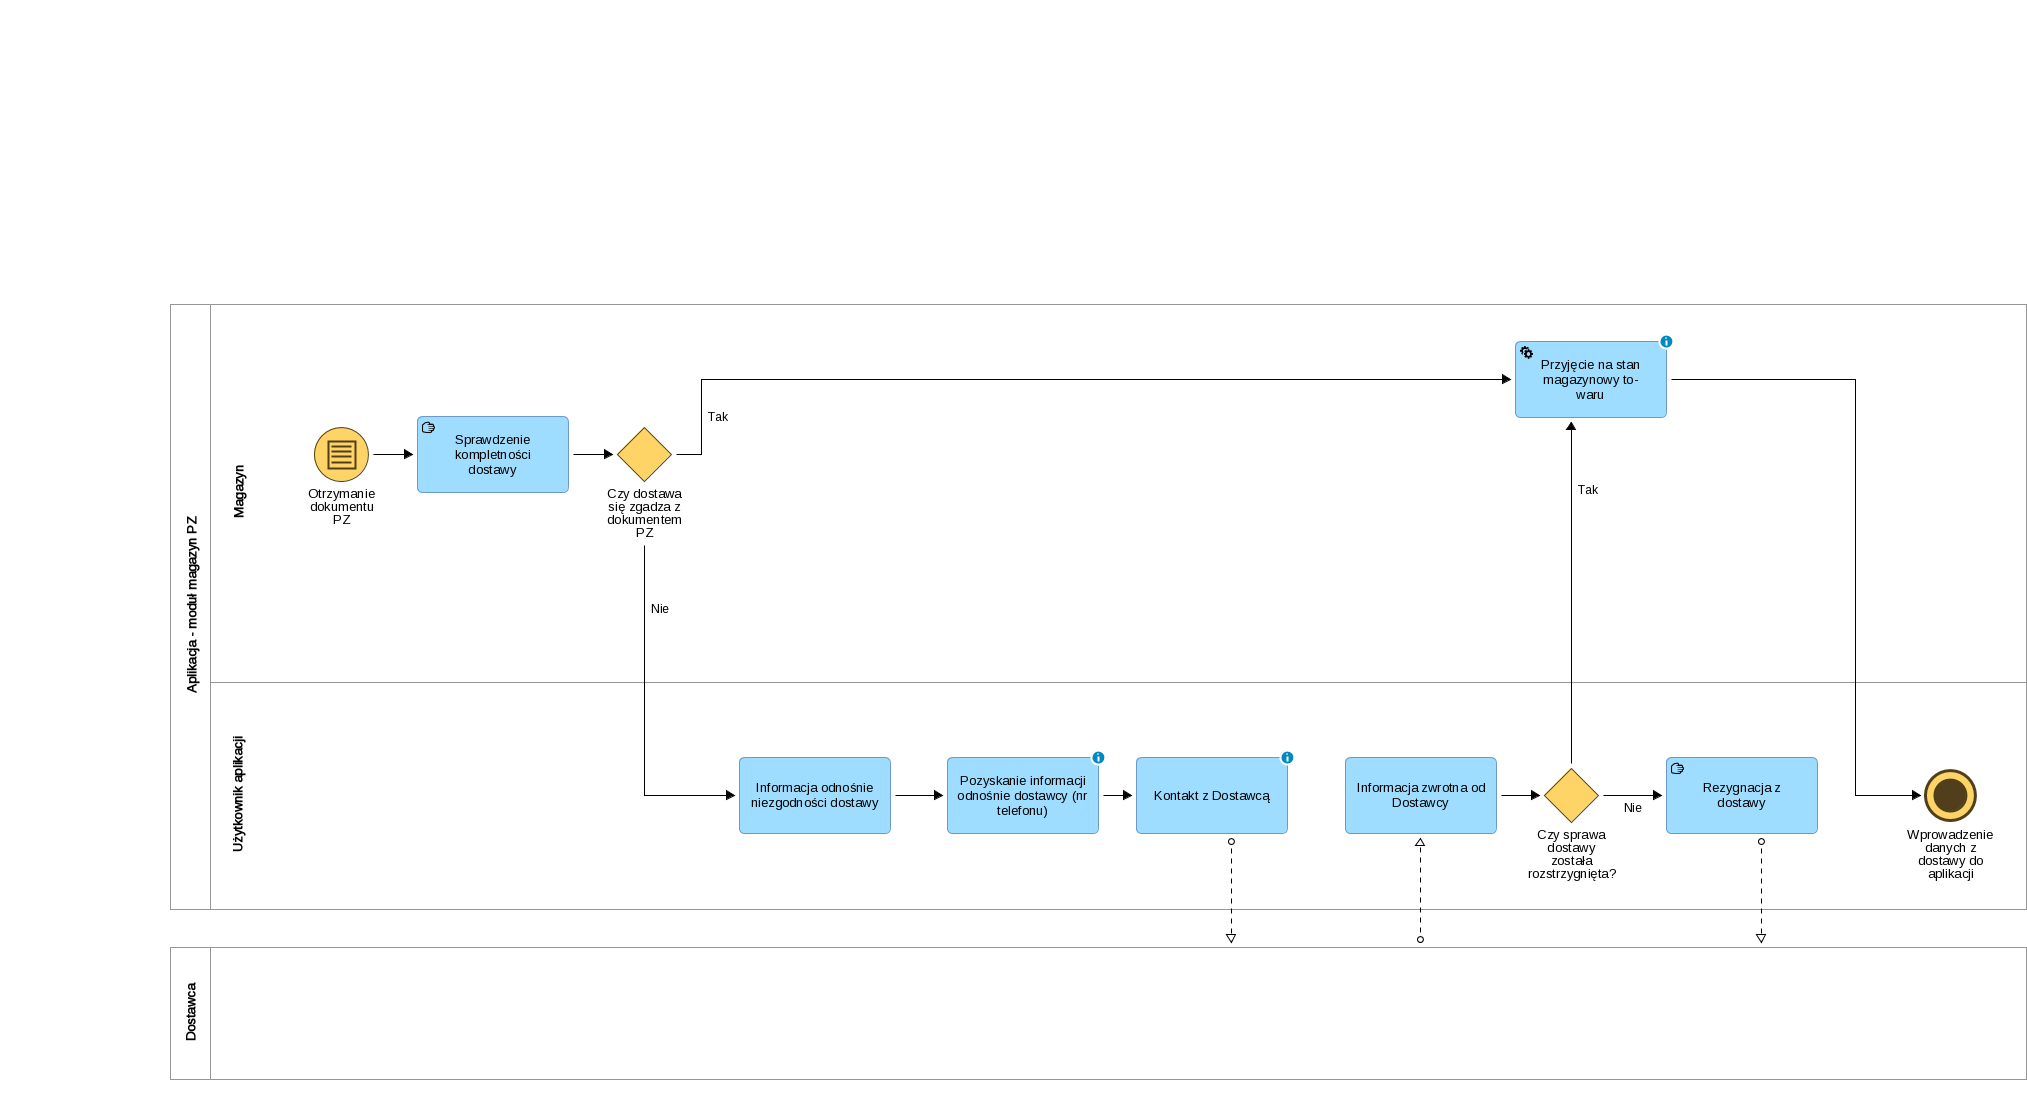 Aplikacja - moduł magazyn PZ
Magazyn
Otrzymanie
dokumentu
PZ
Sprawdzenie
kompletności
dostawy
Czy dostawa
się zgadza z
dokumentem
PZ
Tak
Nie
Przyjęcie na stan
magazynowy to-
waru
Tak
Użytkownik aplikacji
Informacja odnośnie
niezgodności dostawy
Pozyskanie informacji
odnośnie dostawcy (nr
telefonu)
Kontakt z Dostawcą
Informacja zwrotna od
Dostawcy
Czy sprawa
dostawy
została
rozstrzygnięta?
Nie
Rezygnacja z
dostawy
Wprowadzenie
danych z
dostawy do
aplikacji
Dostawca